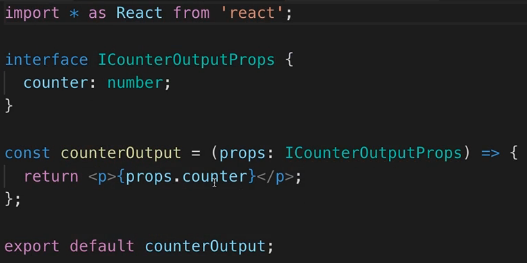 import * as React from 'react';
interface ICounterOutputProps {
counter: number;
}
const counterOutput = (props: ICounterOutputProps) => {
return <p>{props.counter}</p>;
};
export default counterOutput;